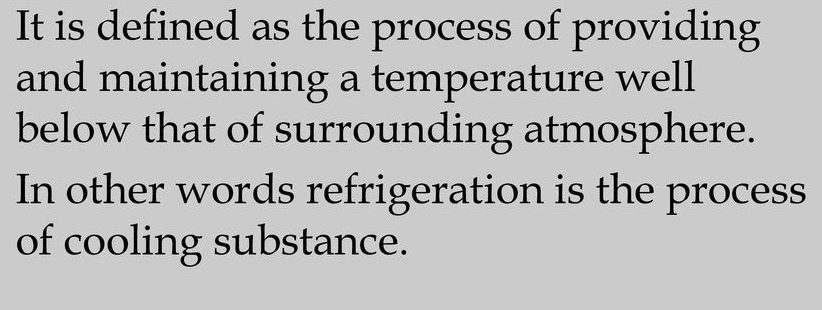 It is defined as the process of providing
and maintaining a temperature well
below that of surrounding atmosphere.
In other words refrigeration is the process
of cooling substance.